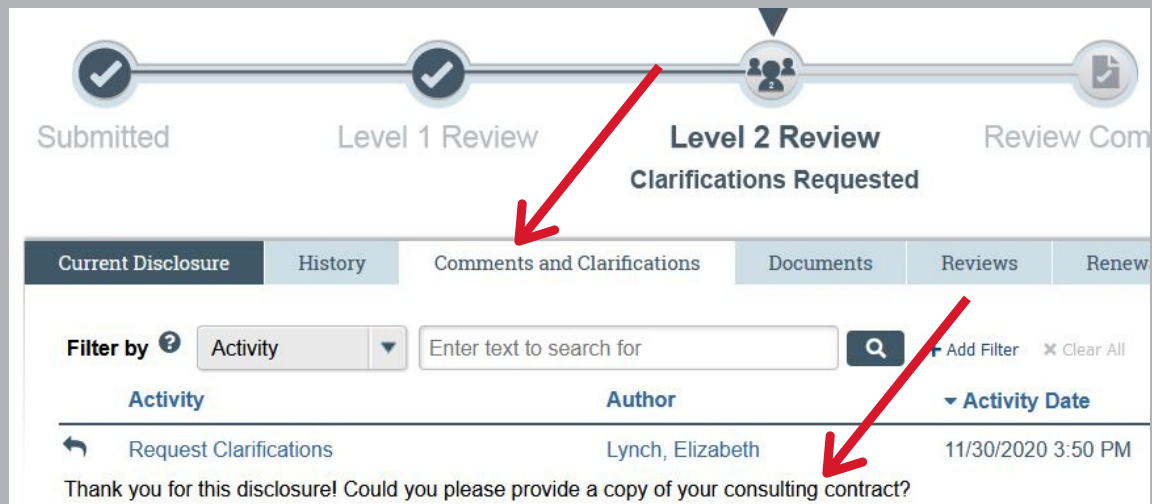 2
Submitted Level 1 Review Level 2 Review Review Com
Clarifications Requested
Current Disclosure History Comments and Clarifications Documents Reviews Renew
Filter by ? Activity Enter text to search for + Add Filter × Clear All
Activity Author Activity Date
Request Clarifications Lynch, Elizabeth 11/30/2020 3:50 PM
Thank you for this disclosure! Could you please provide a copy of your consulting contract?